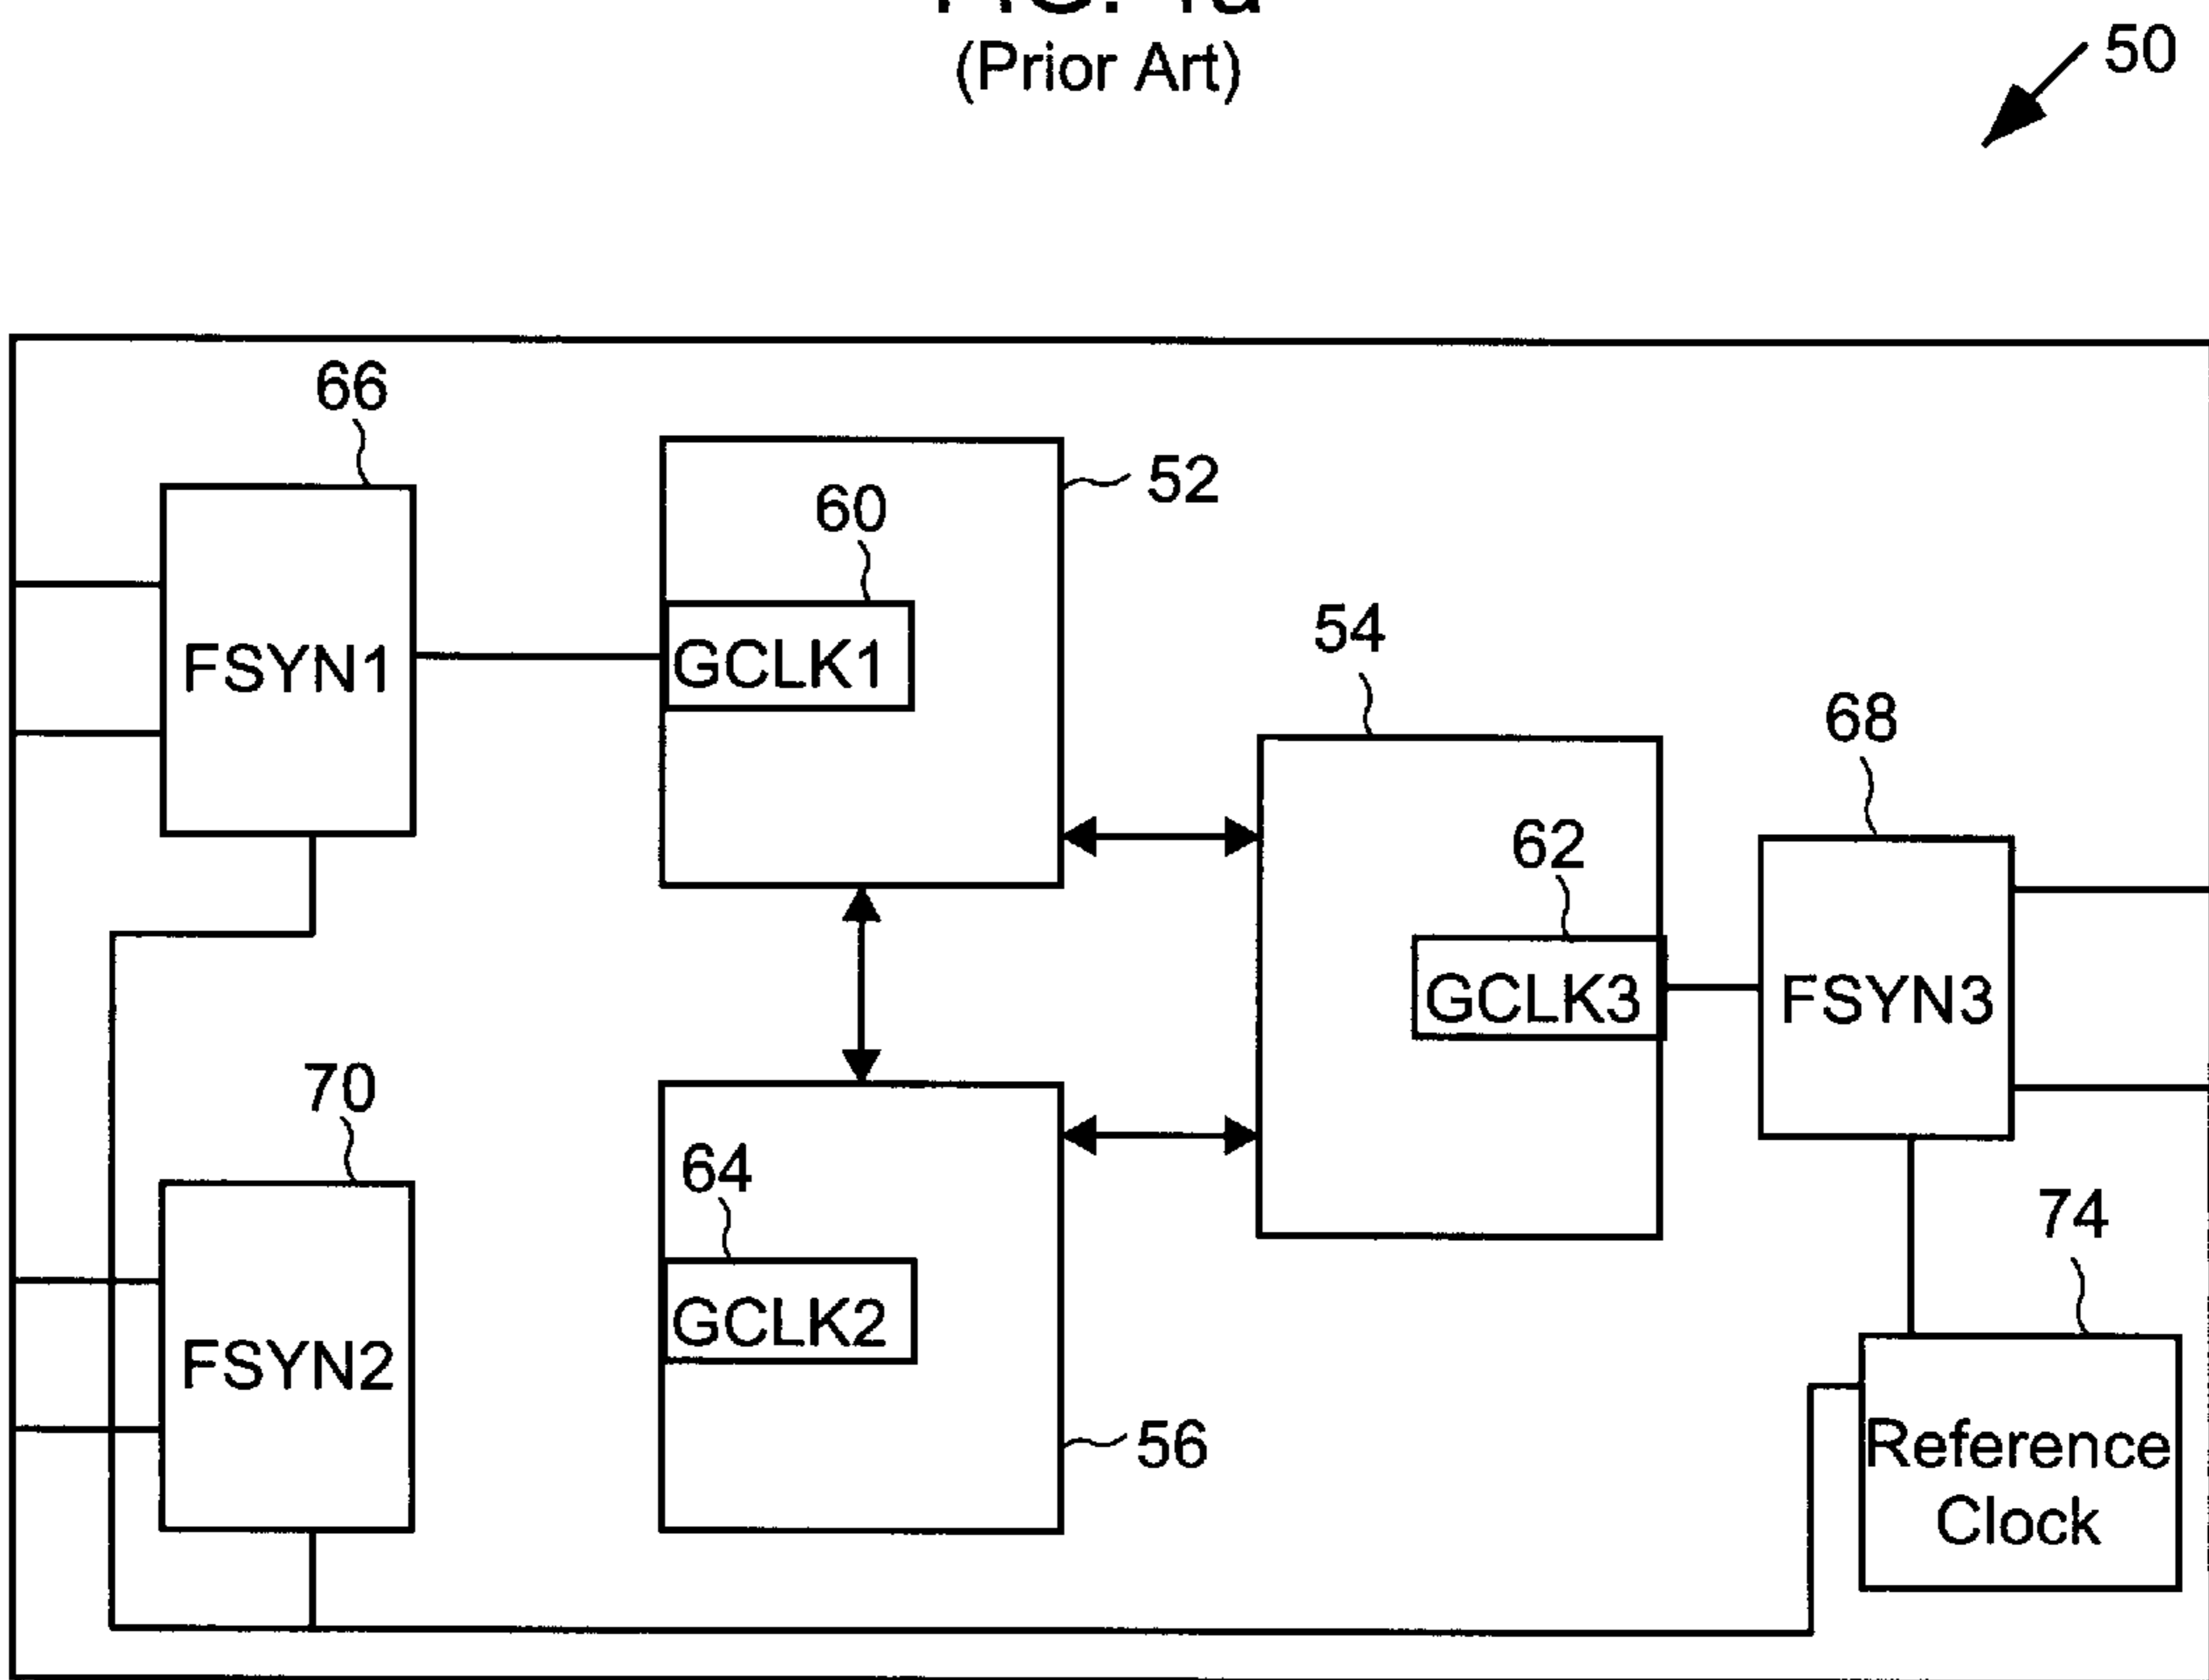 (Prior Art)
50
66
52
60
FSYN1
GCLK1
54
68
62
GCLK3
FSYN3
70
64
74
GCLK2
FSYN2
56
Reference
Clock